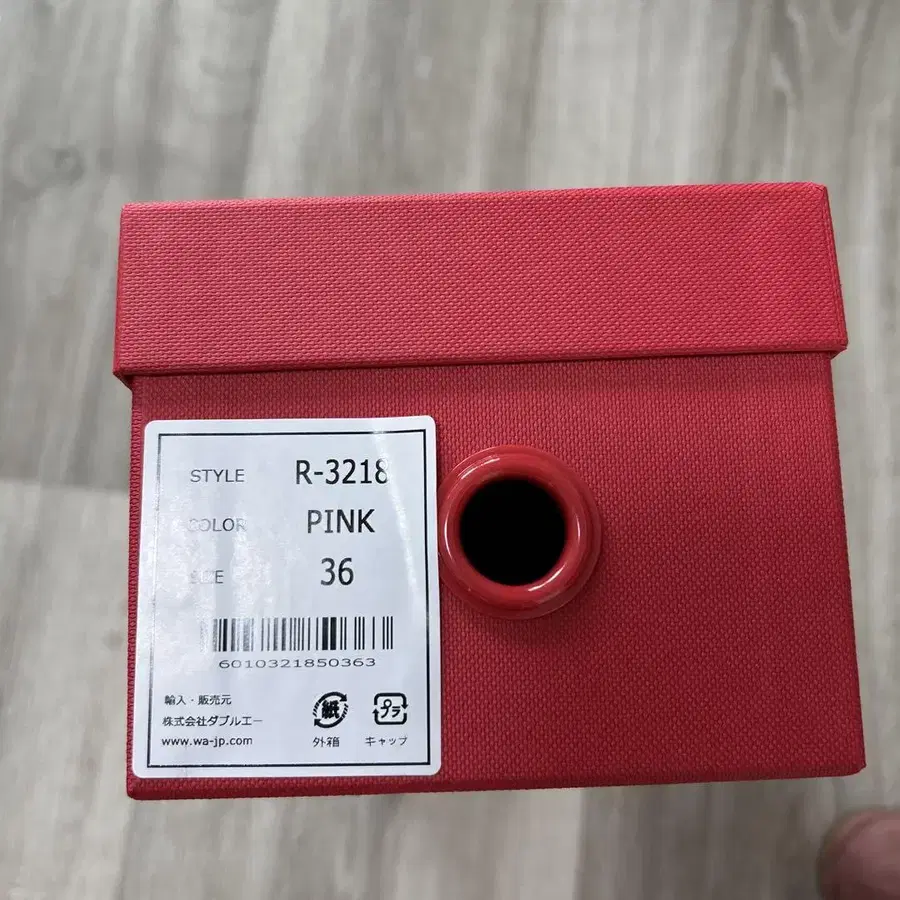 STYLE R-3218
COLOR PINK
SIZE 36
6010321850363
輸入・販売元
株式会社ダブルエー
www.wa-jp.com
紙 プラ
外箱 キャップ